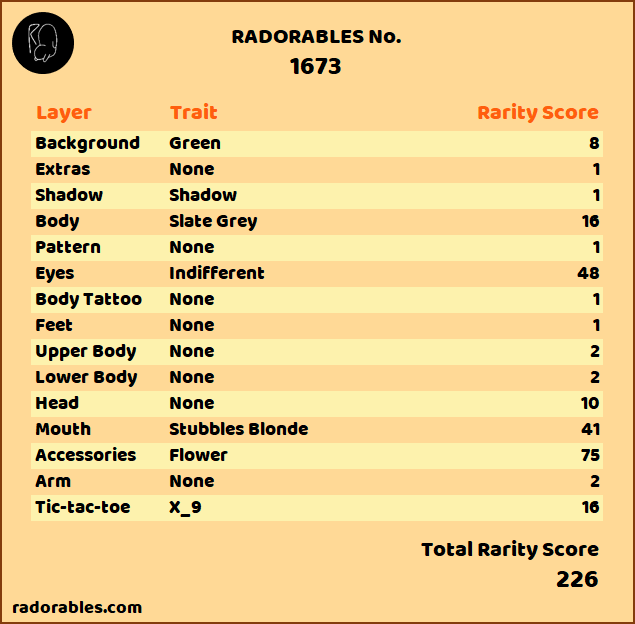 RADORABLES No.
1673
Layer Trait Rarity Score
Background Green 8
Extras None 1
Shadow Shadow 1
Body Slate Grey 16
Pattern None 1
Eyes Indifferent 48
Body Tattoo None 1
Feet None 1
Upper Body None 2
Lower Body None 2
Head None 10
Mouth Stubbles Blonde 41
Accessories Flower 75
Arm None 2
Tic-tac-toe X_9 16
Total Rarity Score
226
radorables.com